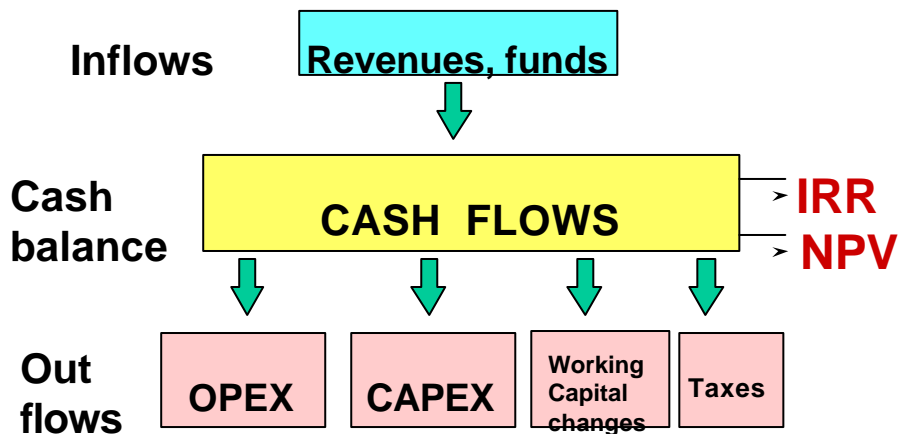 Inflows
Revenues, funds
Cash
balance
CASH FLOWS
IRR
NPV
Out
flows
OPEX
CAPEX
Working
Capital
changes
Taxes